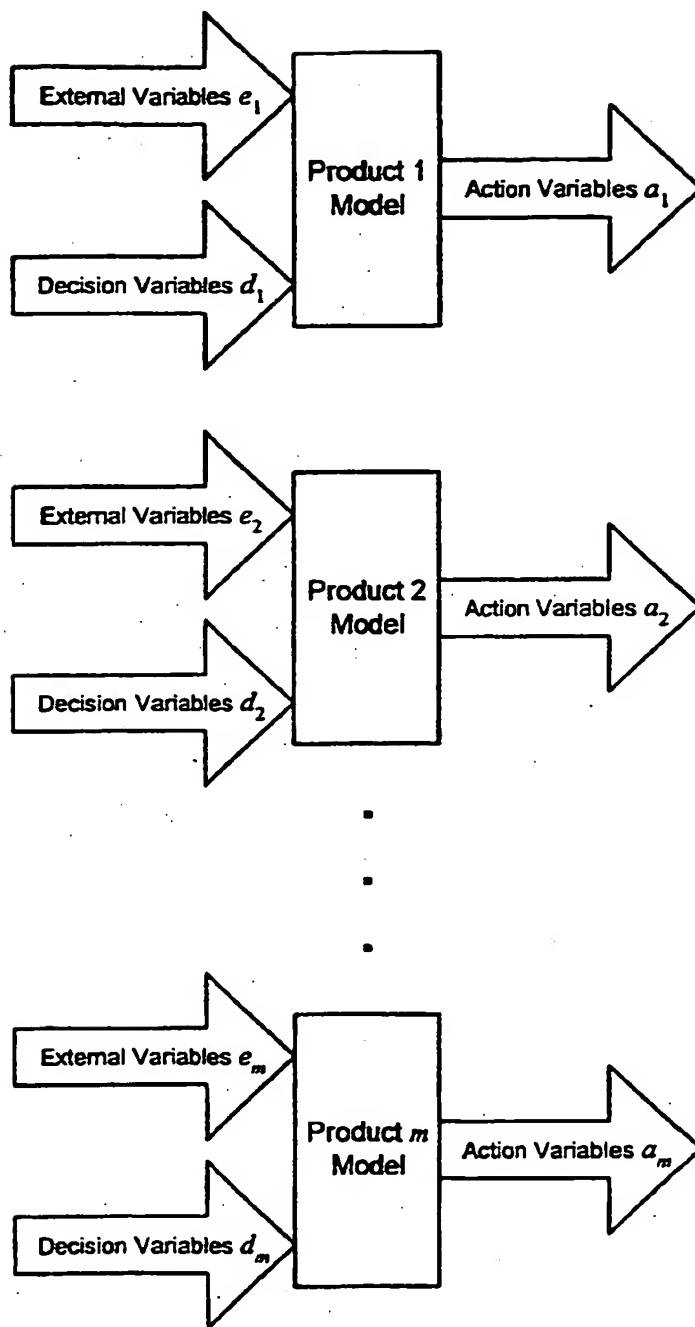 External Variables e₁
Product 1
Model
Action Variables a₁
Decision Variables d₁
External Variables e₂
Product 2
Model
Action Variables a₂
Decision Variables d₂
External Variables eₘ
Product m
Model
Action Variables aₘ
Decision Variables dₘ